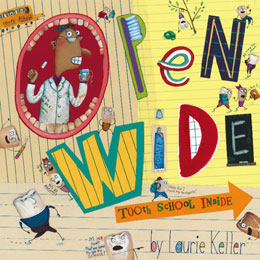 OPEN
WIDE
TOOTH SCHOOL INSIDE
by Laurie Keller